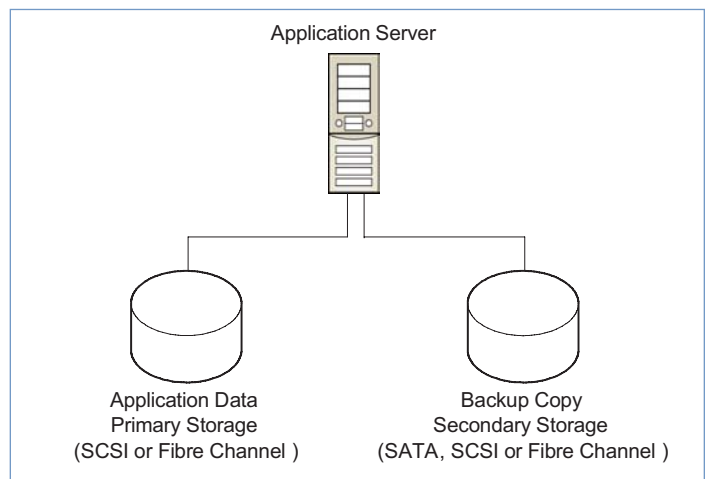 Application Server
Application Data
Primary Storage
(SCSI or Fibre Channel )
Backup Copy
Secondary Storage
(SATA, SCSI or Fibre Channel )